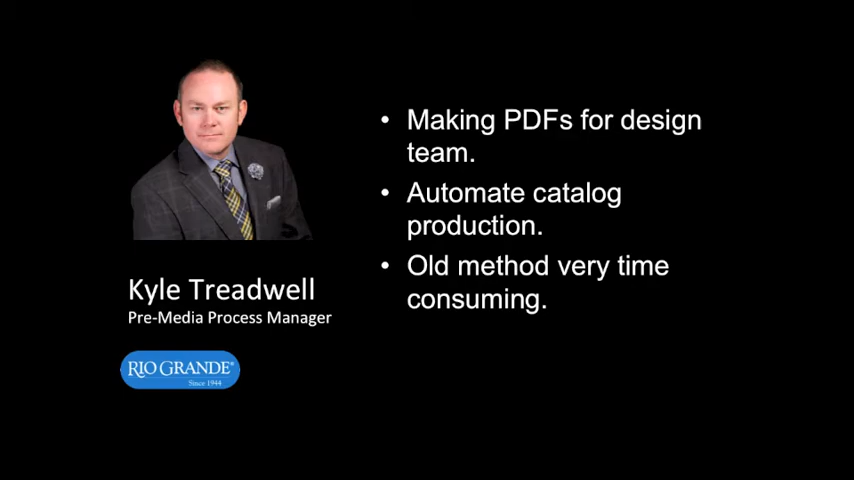 • Making PDFs for design
team.
• Automate catalog
production.
• Old method very time
consuming.
Kyle Treadwell
Pre-Media Process Manager
RIO GRANDE®
Since 1944